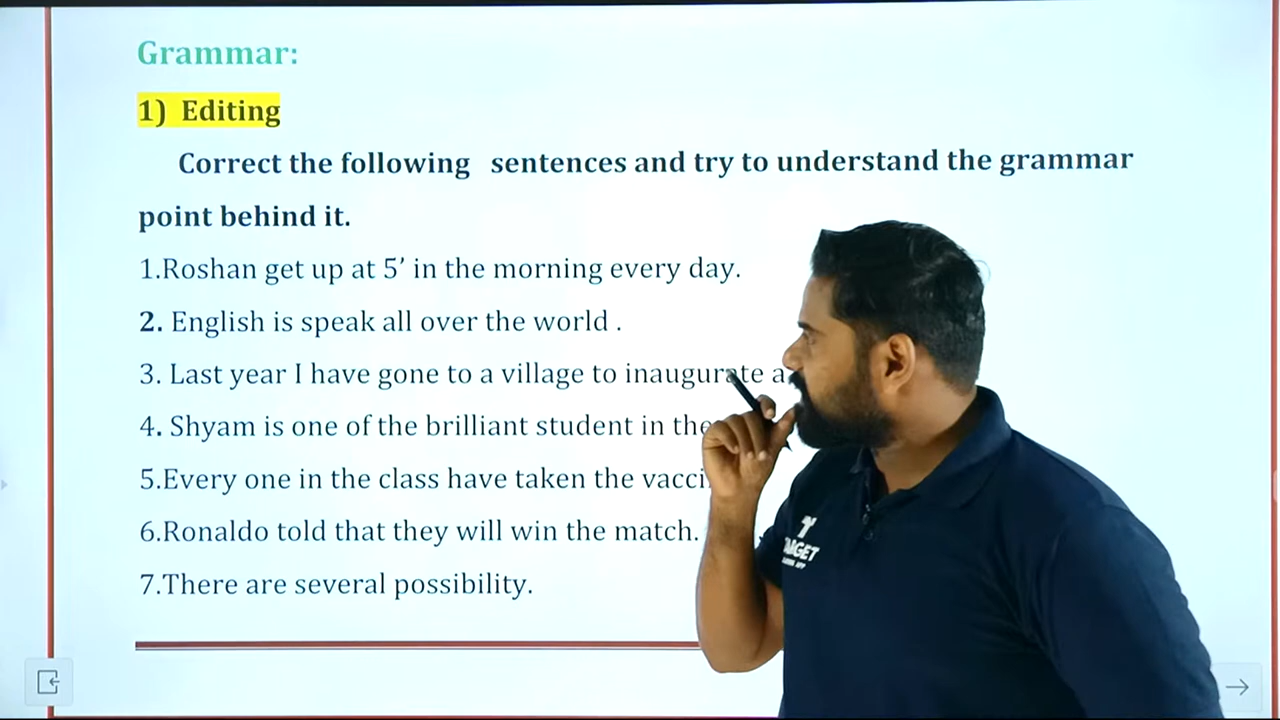 Grammar:
1) Editing
Correct the following sentences and try to understand the grammar
point behind it.
1.Roshan get up at 5’ in the morning every day.
2. English is speak all over the world .
3. Last year I have gone to a village to inaugurate a
4. Shyam is one of the brilliant student in the
5.Every one in the class have taken the
6.Ronaldo told that they will win the match.
7.There are several possibility.